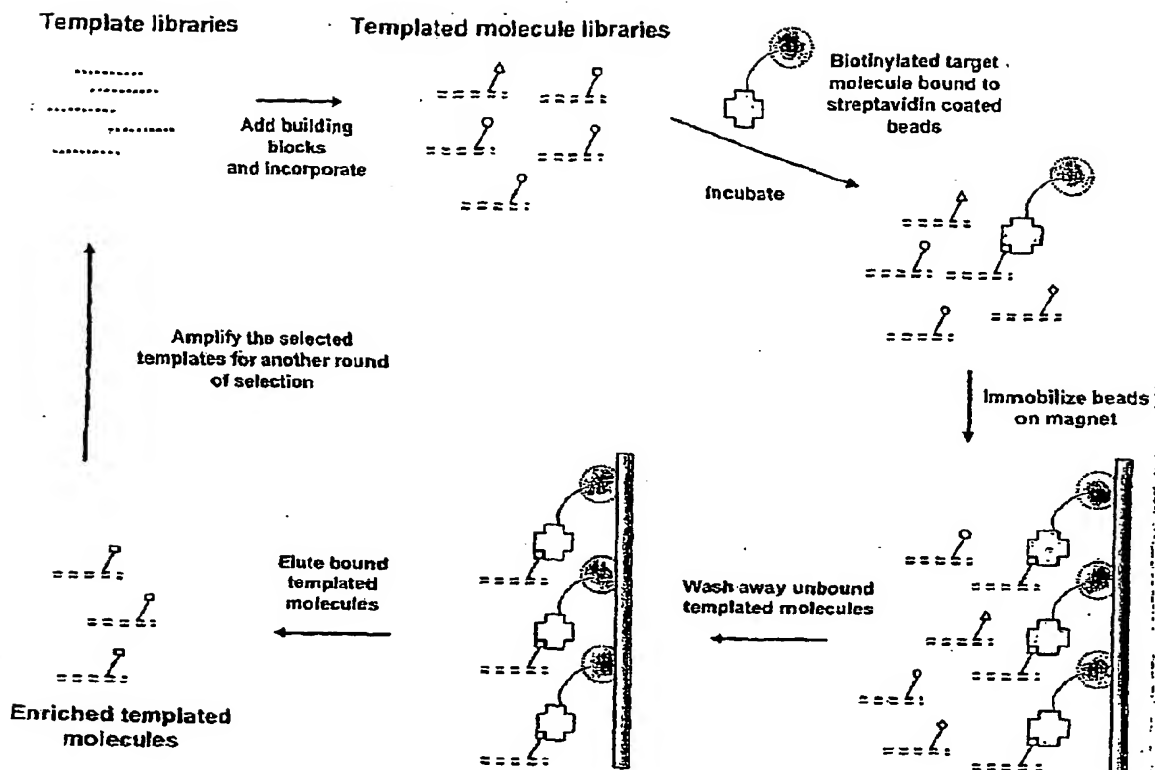 Template libraries
Templated molecule libraries
Add building
blocks
and incorporate
Biotinylated target
molecule bound to
streptavidin coated
beads
Incubate
Immobilize beads
on magnet
Amplify the selected
templates for another round
of selection
Elute bound
templated
molecules
Wash away unbound
templated molecules
Enriched templated
molecules